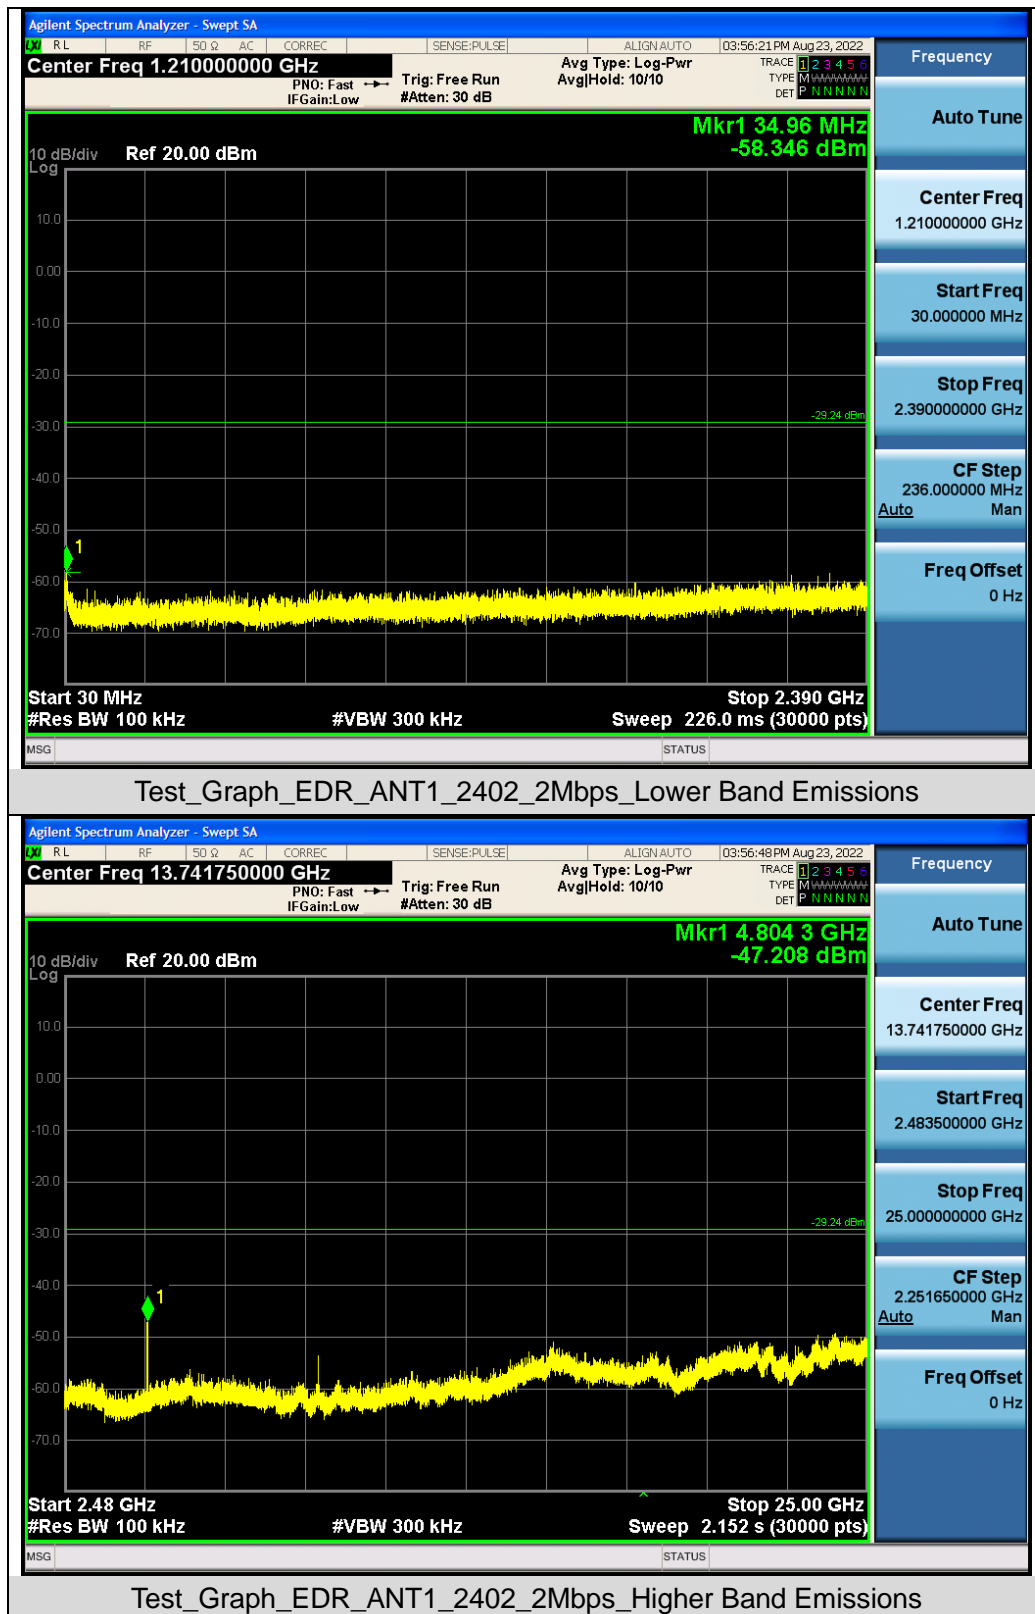 Agilent Spectrum Analyzer - Swept SA
LXI RL RF 50 Ω AC CORREC SENSE:PULSE ALIGN AUTO 03:56:21 PM Aug 23, 2022
Center Freq 1.210000000 GHz
PNO: Fast
IFGain:Low
Trig: Free Run
#Atten: 30 dB
Avg Type: Log-Pwr
Avg|Hold: 10/10
TRACE 1 2 3 4 5 6
TYPE M
DET P N N N N N
Mkr1 34.96 MHz
-58.346 dBm
10 dB/div Ref 20.00 dBm
Log
10.0
0.00
-10.0
-20.0
-29.24 dBm
-30.0
-40.0
-50.0
1
-60.0
-70.0
Start 30 MHz Stop 2.390 GHz
#Res BW 100 kHz #VBW 300 kHz Sweep 226.0 ms (30000 pts)
MSG STATUS
Frequency
Auto Tune
Center Freq
1.210000000 GHz
Start Freq
30.000000 MHz
Stop Freq
2.390000000 GHz
CF Step
236.000000 MHz
Auto Man
Freq Offset
0 Hz
Test_Graph_EDR_ANT1_2402_2Mbps_Lower Band Emissions
Agilent Spectrum Analyzer - Swept SA
LXI RL RF 50 Ω AC CORREC SENSE:PULSE ALIGN AUTO 03:56:48 PM Aug 23, 2022
Center Freq 13.741750000 GHz
PNO: Fast
IFGain:Low
Trig: Free Run
#Atten: 30 dB
Avg Type: Log-Pwr
Avg|Hold: 10/10
TRACE 1 2 3 4 5 6
TYPE M
DET P N N N N N
Mkr1 4.804 3 GHz
-47.208 dBm
10 dB/div Ref 20.00 dBm
Log
10.0
0.00
-10.0
-20.0
-29.24 dBm
-30.0
-40.0
1
-50.0
-60.0
-70.0
Start 2.48 GHz Stop 25.00 GHz
#Res BW 100 kHz #VBW 300 kHz Sweep 2.152 s (30000 pts)
MSG STATUS
Frequency
Auto Tune
Center Freq
13.741750000 GHz
Start Freq
2.483500000 GHz
Stop Freq
25.000000000 GHz
CF Step
2.251650000 GHz
Auto Man
Freq Offset
0 Hz
Test_Graph_EDR_ANT1_2402_2Mbps_Higher Band Emissions